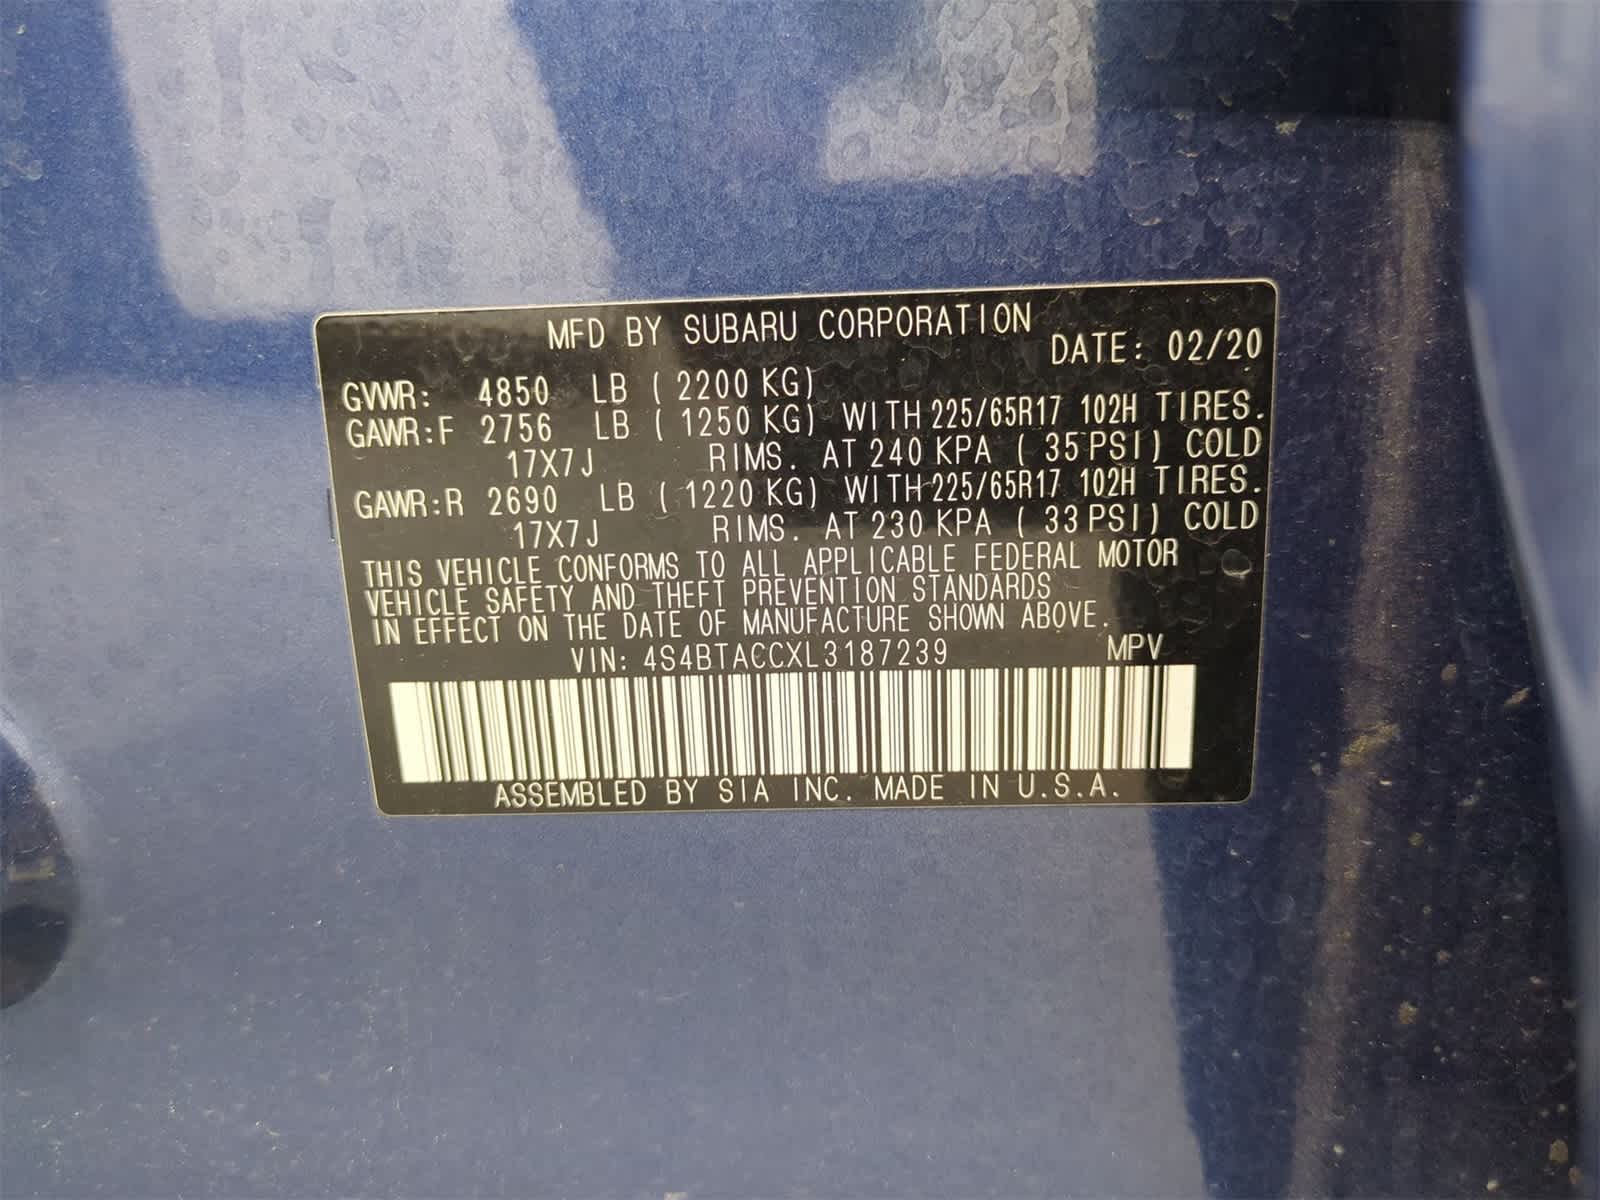 MFD BY SUBARU CORPORATION
DATE: 02/20
GVWR: 4850 LB ( 2200 KG)
GAWR:F 2756 LB ( 1250 KG) WITH 225/65R17 102H TIRES.
17X7J RIMS. AT 240 KPA ( 35 PSI) COLD
GAWR:R 2690 LB ( 1220 KG) WITH 225/65R17 102H TIRES.
17X7J RIMS. AT 230 KPA ( 33 PSI) COLD
THIS VEHICLE CONFORMS TO ALL APPLICABLE FEDERAL MOTOR
VEHICLE SAFETY AND THEFT PREVENTION STANDARDS
IN EFFECT ON THE DATE OF MANUFACTURE SHOWN ABOVE.
VIN: 4S4BTACCXL3187239 MPV
ASSEMBLED BY SIA INC. MADE IN U.S.A.